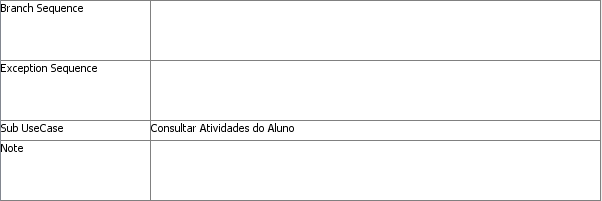 Branch Sequence
Exception Sequence
Sub UseCase Consultar Atividades do Aluno
Note